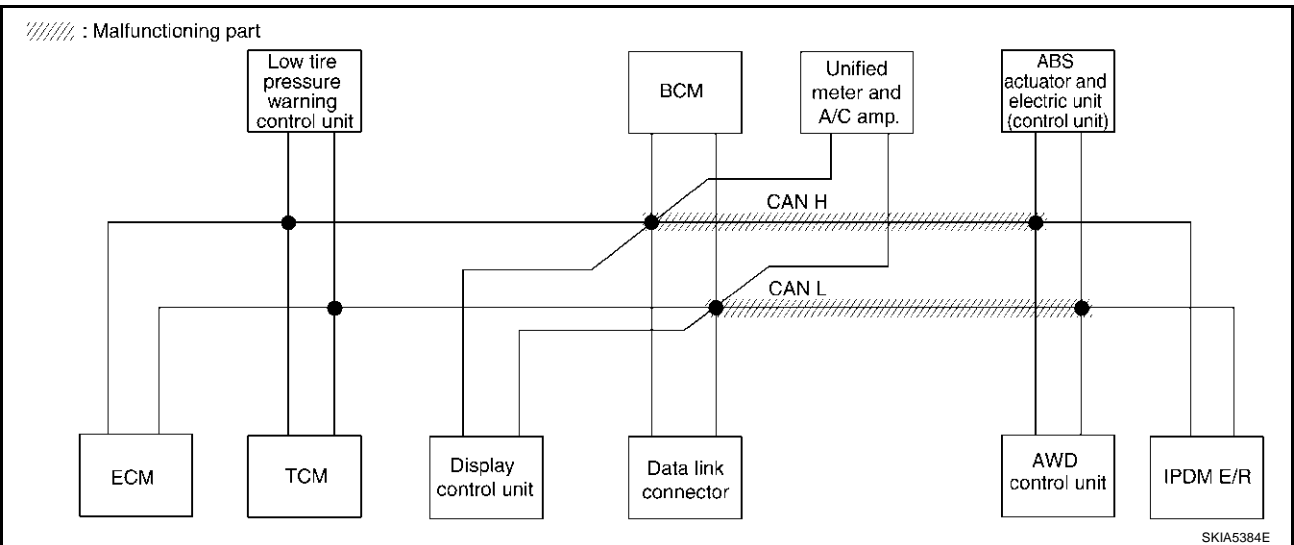 : Malfunctioning part
Low tire
pressure
warning
control unit
BCM
Unified
meter and
A/C amp.
ABS
actuator and
electric unit
(control unit)
CAN H
CAN L
ECM
TCM
Display
control unit
Data link
connector
AWD
control unit
IPDM E/R
SKIA5384E